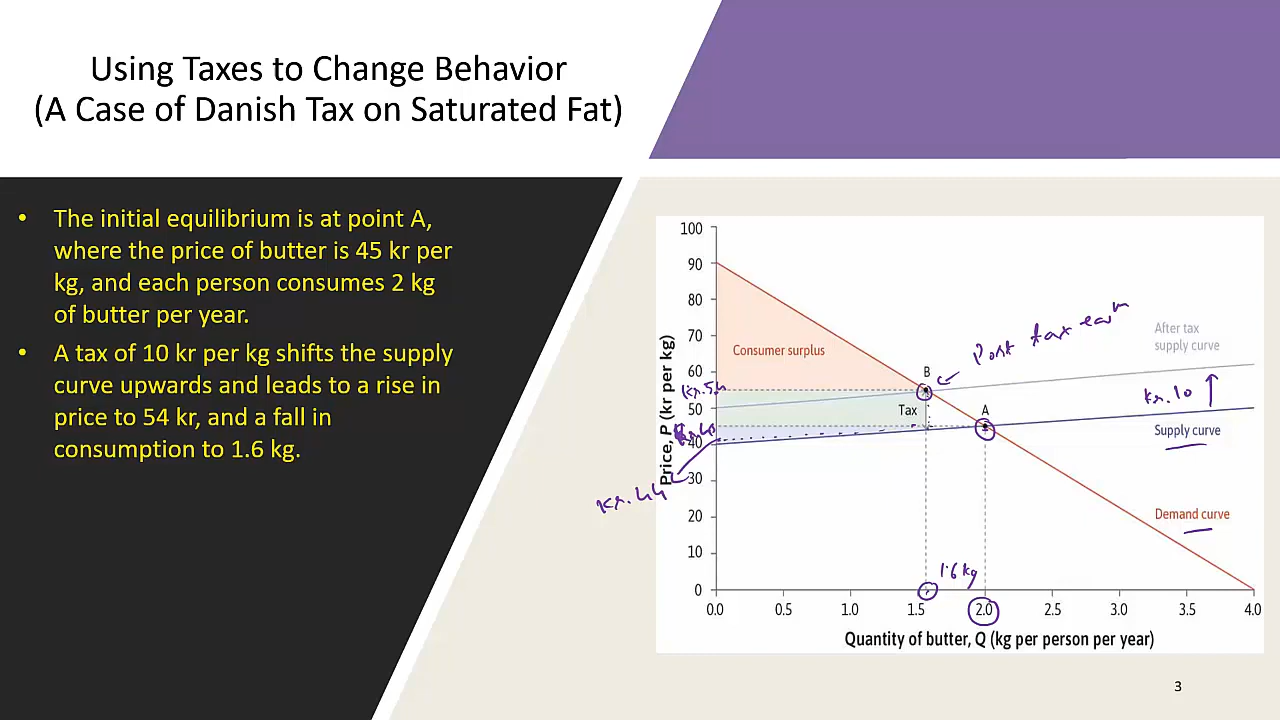 Using Taxes to Change Behavior
(A Case of Danish Tax on Saturated Fat)
• The initial equilibrium is at point A,
where the price of butter is 45 kr per
kg, and each person consumes 2 kg
of butter per year.
• A tax of 10 kr per kg shifts the supply
curve upwards and leads to a rise in
price to 54 kr, and a fall in
consumption to 1.6 kg.
100
90
80
70
60
50
40
30
20
10
0
Price, P (kr per kg)
Consumer surplus
Tax
B
A
Post tax
After tax
supply curve
kr.10
Supply curve
Demand curve
kr.54
Kr.44
1.6 kg
0.0 0.5 1.0 1.5 2.0 2.5 3.0 3.5 4.0
Quantity of butter, Q (kg per person per year)
3